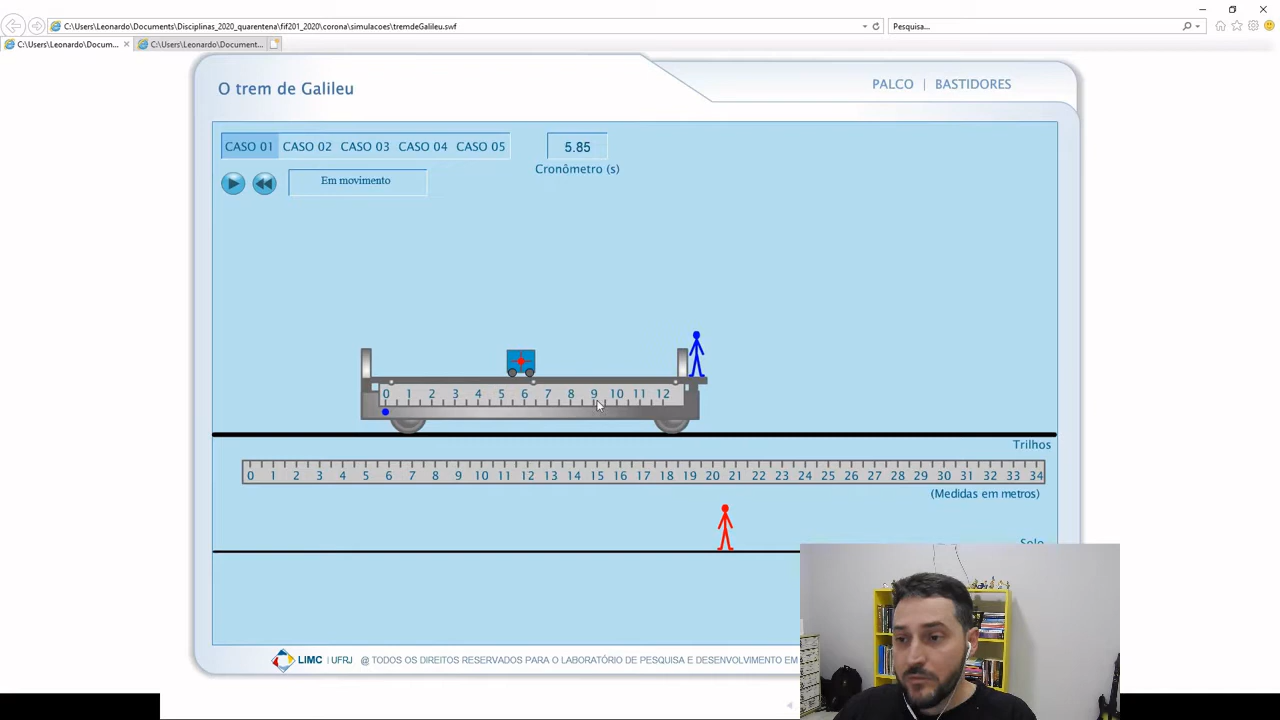 C:\Users\Leonardo\Documents\Disciplinas_2020_quarentena\fif201_2020\corona\simulacoes\tremdeGalileu.swf
Pesquisa...
C:\Users\Leonardo\Docum...
C:\Users\Leonardo\Document...
O trem de Galileu
PALCO | BASTIDORES
CASO 01 CASO 02 CASO 03 CASO 04 CASO 05
5.85
Cronômetro (s)
Em movimento
0 1 2 3 4 5 6 7 8 9 10 11 12
Trilhos
0 1 2 3 4 5 6 7 8 9 10 11 12 13 14 15 16 17 18 19 20 21 22 23 24 25 26 27 28 29 30 31 32 33 34
(Medidas em metros)
Solo
LIMC | UFRJ @ TODOS OS DIREITOS RESERVADOS PARA O LABORATÓRIO DE PESQUISA E DESENVOLVIMENTO EM